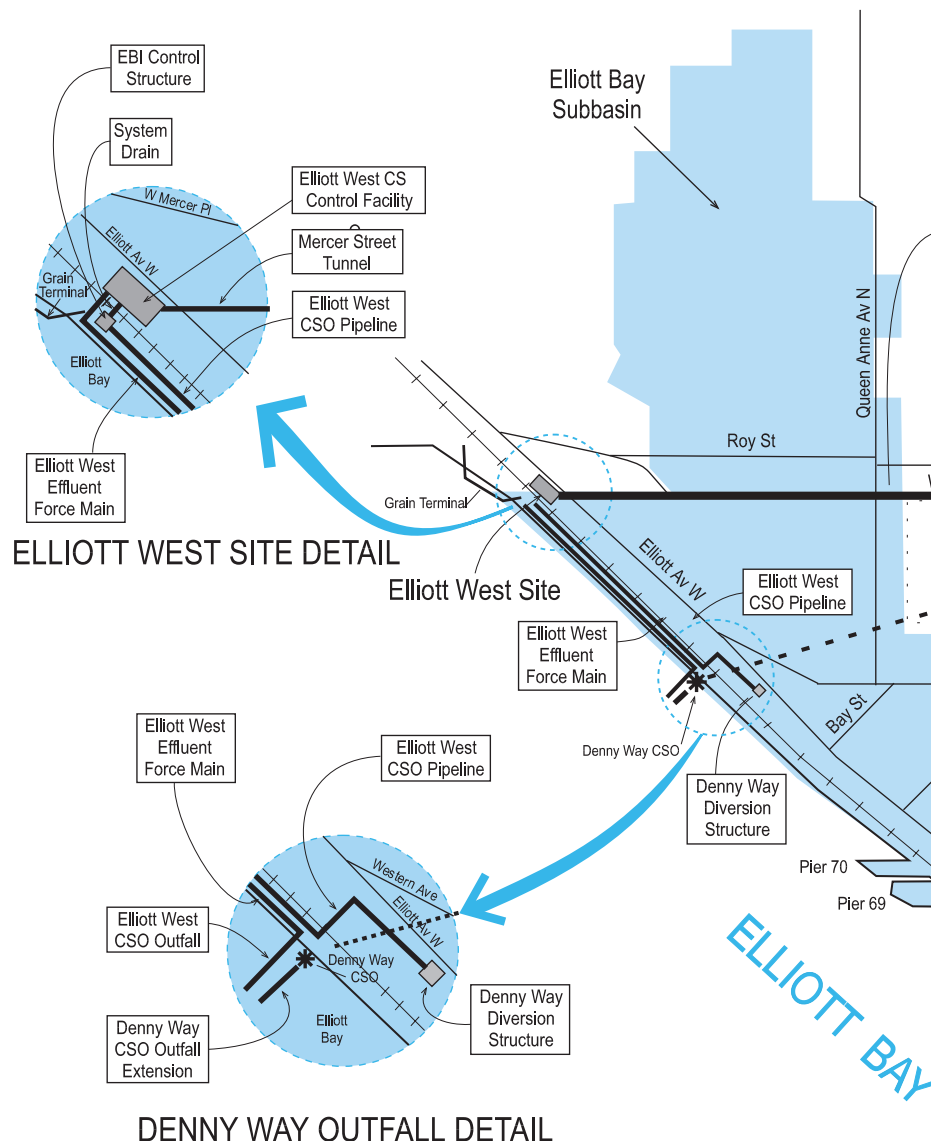 EBI Control
Structure
System
Drain
Elliott West CS
Control Facility
Mercer Street
Tunnel
Elliott West
CSO Pipeline
W Mercer Pl
Elliott Av W
Grain
Terminal
Elliott
Bay
Elliott West
Effluent
Force Main
ELLIOTT WEST SITE DETAIL
Elliott Bay
Subbasin
Queen Anne Av N
Roy St
Grain Terminal
Elliott West Site
Elliott Av W
Elliott West
CSO Pipeline
Elliott West
Effluent
Force Main
Bay St
Denny Way CSO
Denny Way
Diversion
Structure
Pier 70
Pier 69
ELLIOTT BAY
Elliott West
Effluent
Force Main
Elliott West
CSO Pipeline
Western Ave
Elliott Av W
Elliott West
CSO Outfall
Denny Way
CSO
Elliott
Bay
Denny Way
CSO Outfall
Extension
Denny Way
Diversion
Structure
DENNY WAY OUTFALL DETAIL